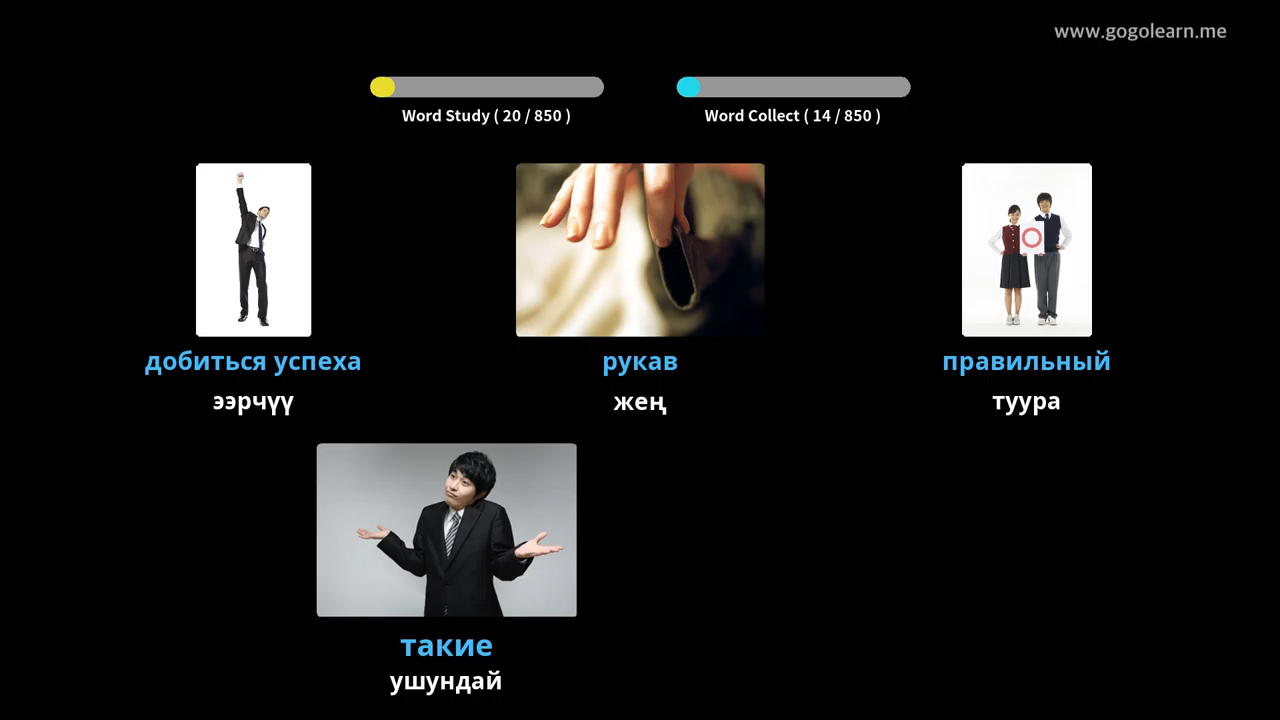 www.gogolearn.me
Word Study ( 20 / 850 )
Word Collect ( 14 / 850 )
добиться успеха
рукав
правильный
ээрчүү
жең
туура
такие
ушундай